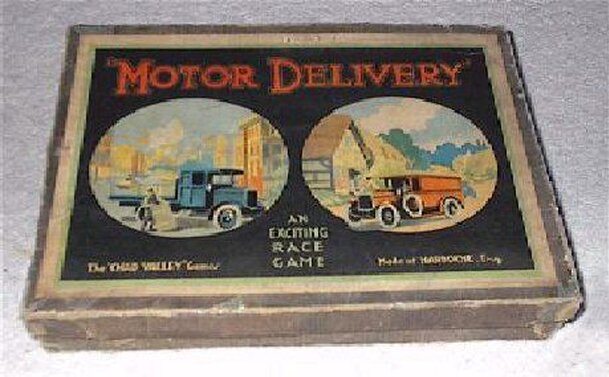 "MOTOR DELIVERY"
AN
EXCITING
RACE
GAME
The "CHAD VALLEY" Games
Made at HARBORNE, Eng.